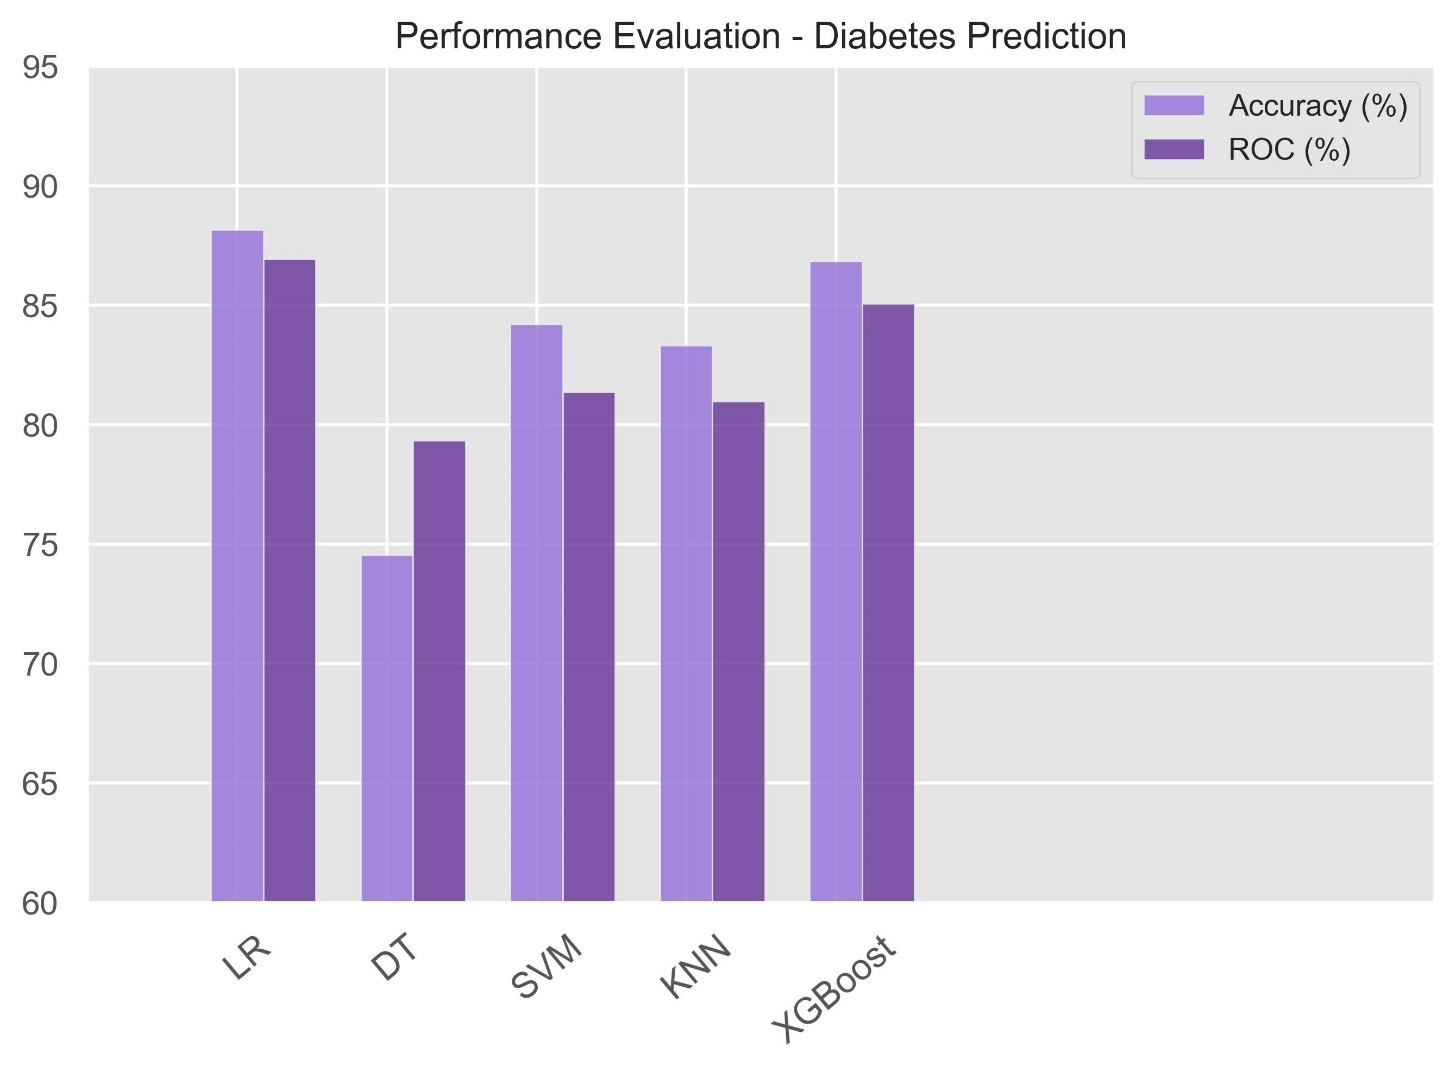 Performance Evaluation - Diabetes Prediction
95
90
85
80
75
70
65
60
Accuracy (%)
ROC (%)
LR
DT
SVM
KNN
XGBoost